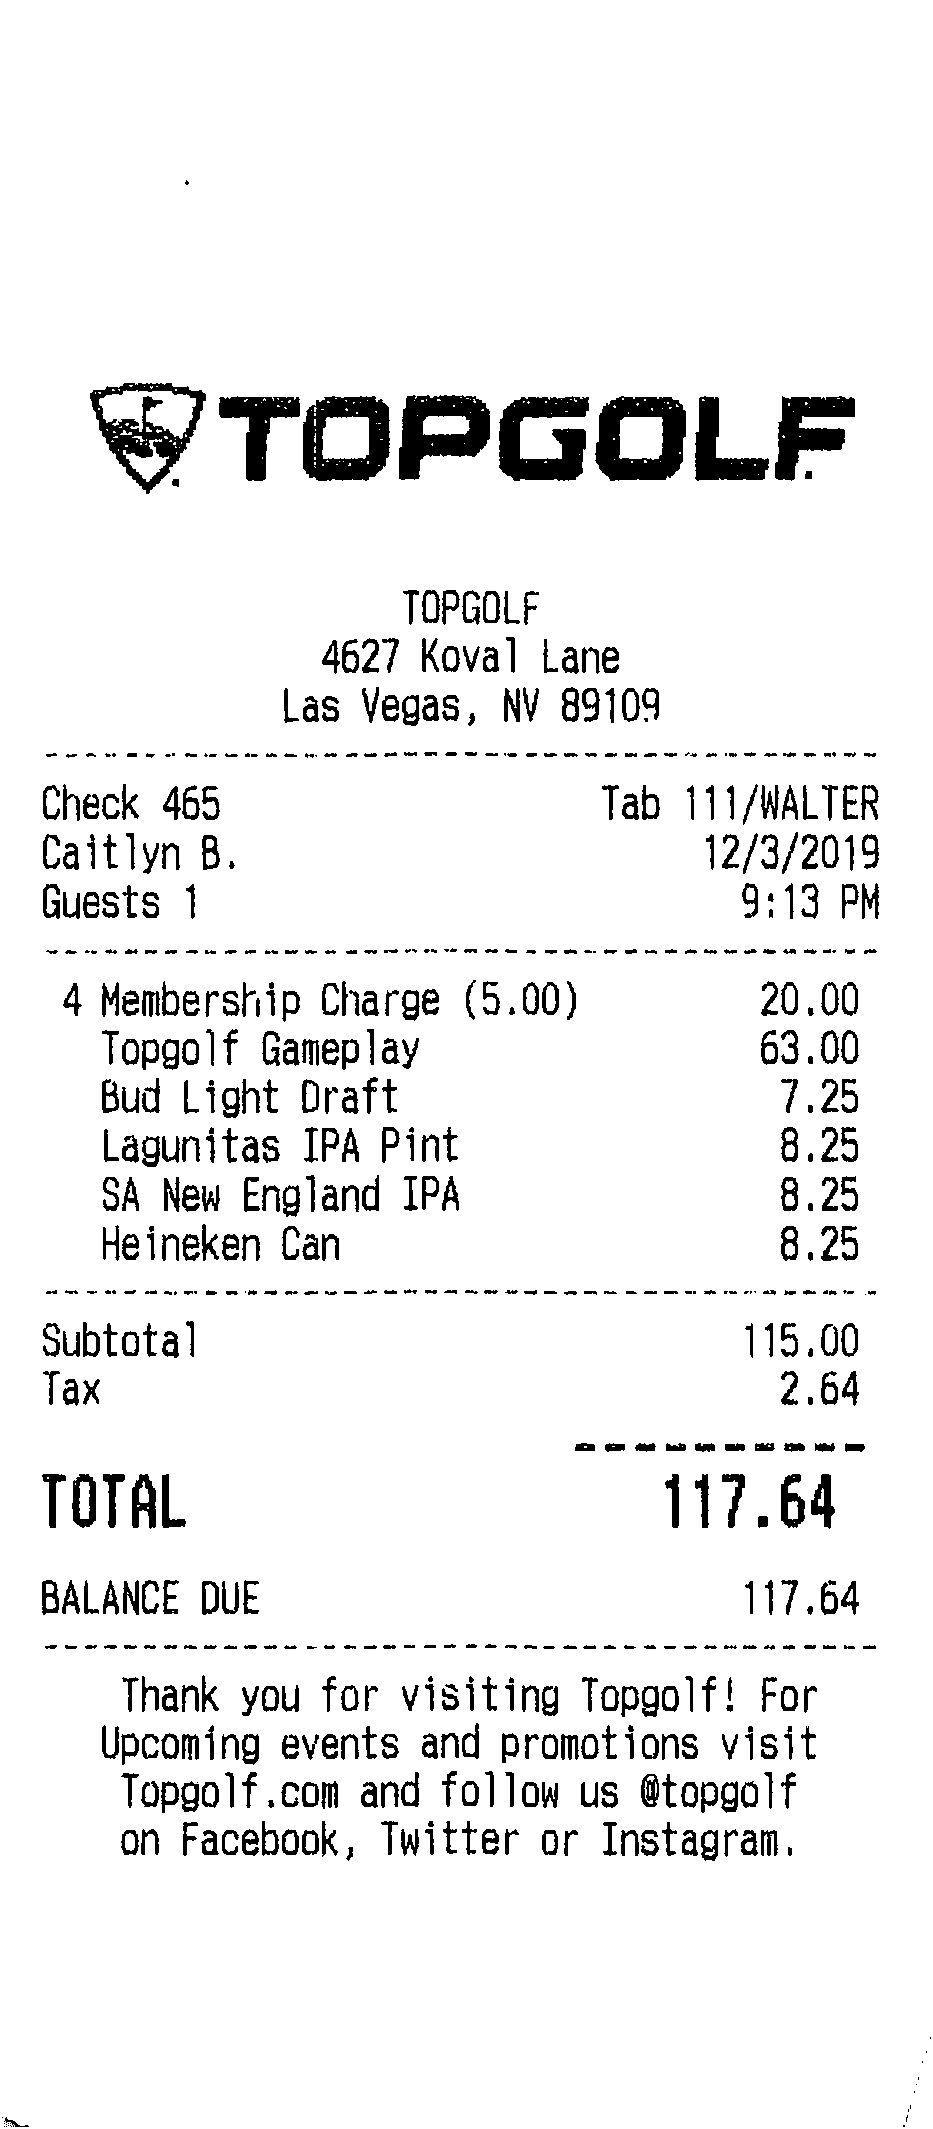 TOPGOLF
TOPGOLF
4627 Koval Lane
Las Vegas, NV 89109
Check 465 Tab 111/WALTER
Caitlyn B. 12/3/2019
Guests 1 9:13 PM
4 Membership Charge (5.00) 20.00
Topgolf Gameplay 63.00
Bud Light Draft 7.25
Lagunitas IPA Pint 8.25
SA New England IPA 8.25
Heineken Can 8.25
Subtotal 115.00
Tax 2.64
TOTAL 117.64
BALANCE DUE 117.64
Thank you for visiting Topgolf! For
Upcoming events and promotions visit
Topgolf.com and follow us @topgolf
on Facebook, Twitter or Instagram.